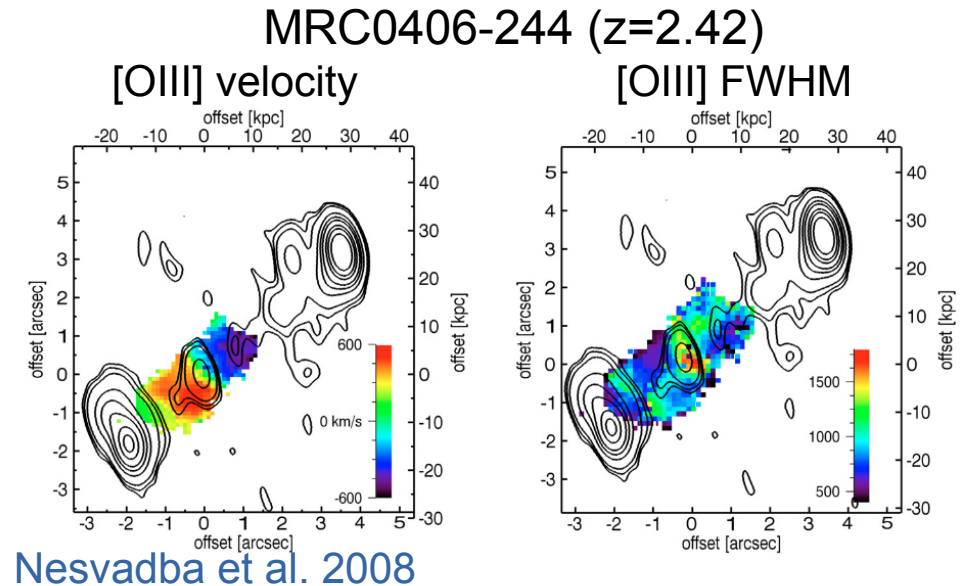 MRC0406-244 (z=2.42)
[OIII] velocity
[OIII] FWHM
offset [kpc]
-20 -10 0 10 20 30 40
offset [arcsec]
5
4
3
2
1
0
-1
-2
-3
40
30
20
10
0
-10
-20
-30
offset [kpc]
600
0 km/s
-600
-3 -2 -1 0 1 2 3 4 5
offset [arcsec]
offset [kpc]
-20 -10 0 10 20 30 40
offset [arcsec]
5
4
3
2
1
0
-1
-2
-3
40
30
20
10
0
-10
-20
-30
offset [kpc]
1500
1000
500
-3 -2 -1 0 1 2 3 4 5
offset [arcsec]
Nesvadba et al. 2008